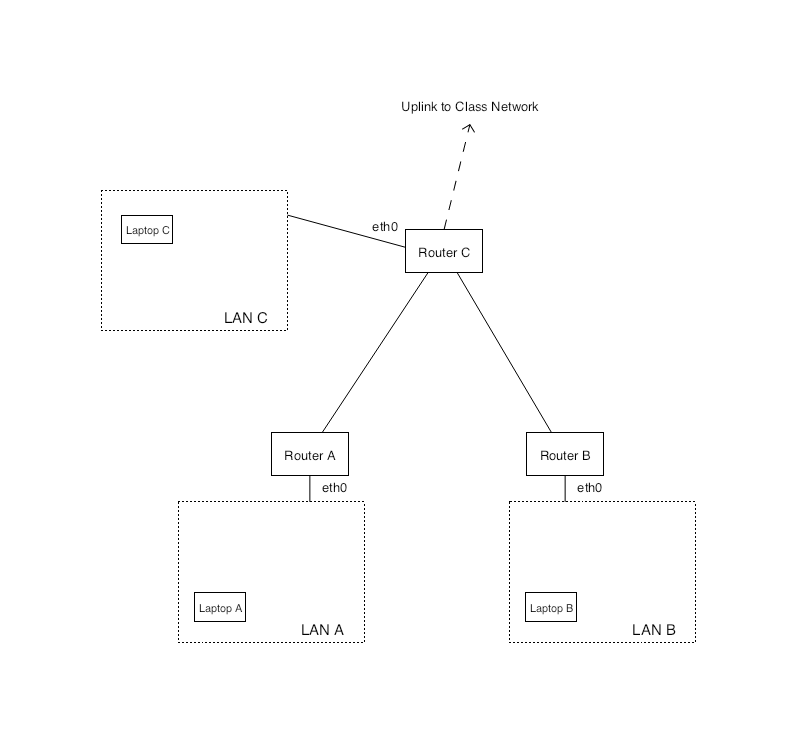 Uplink to Class Network
eth0
Router C
Laptop C
LAN C
Router A
Router B
eth0
eth0
Laptop A
LAN A
Laptop B
LAN B